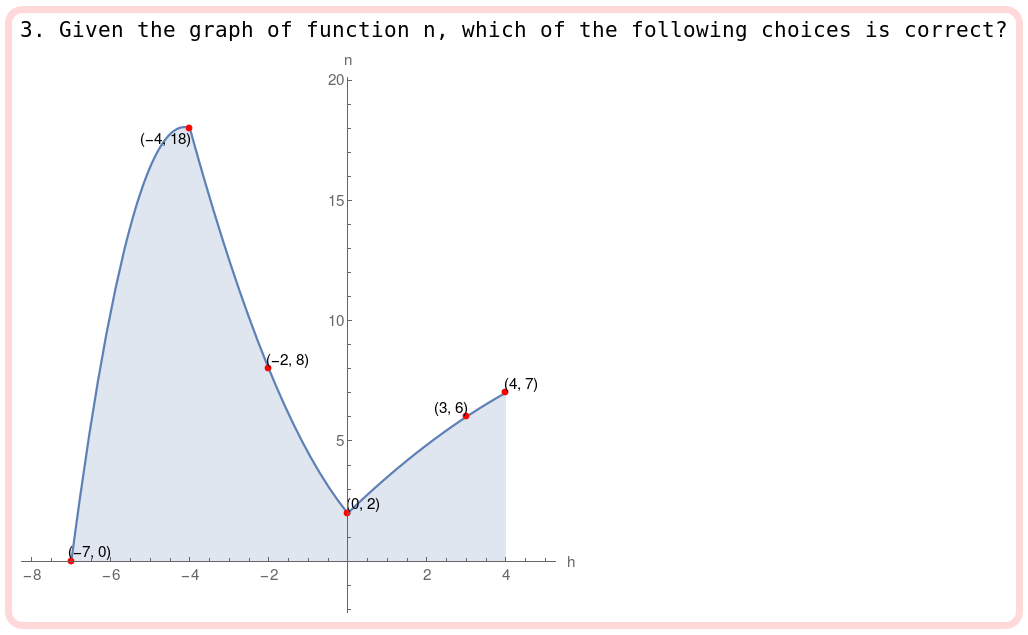 3. Given the graph of function n, which of the following choices is correct?
n
20
(−4, 18)
15
10
(−2, 8)
(4, 7)
(3, 6)
5
(0, 2)
(−7, 0)
h
−8 −6 −4 −2 2 4